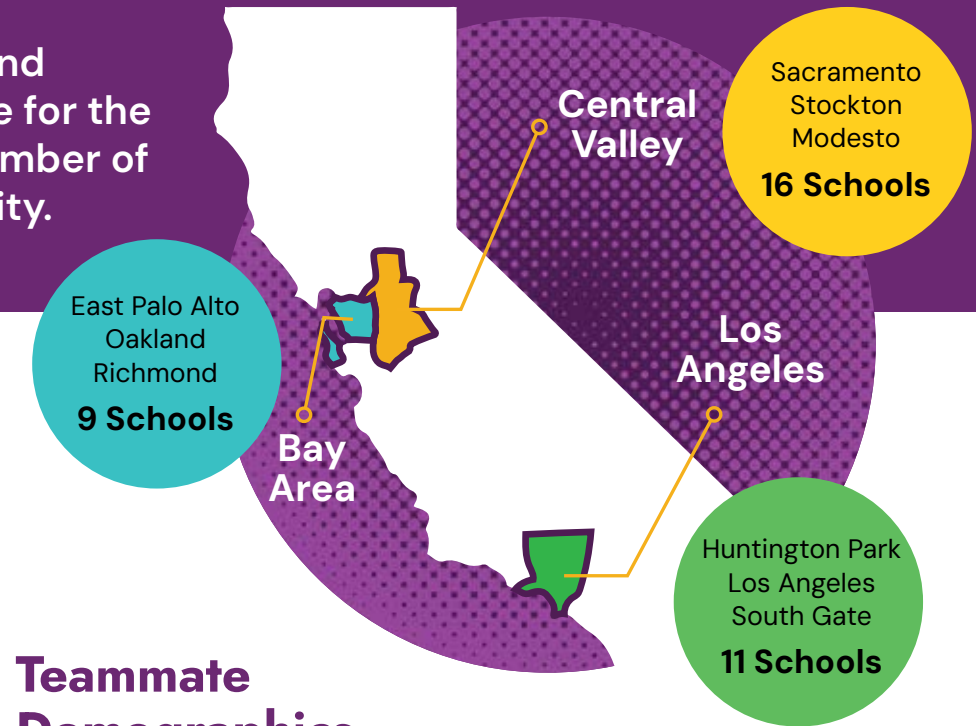 nd
e for the
mber of
ity.
Central
Valley
Sacramento
Stockton
Modesto
16 Schools
East Palo Alto
Oakland
Richmond
9 Schools
Los
Angeles
Bay
Area
Huntington Park
Los Angeles
South Gate
11 Schools
Teammate
Demographics